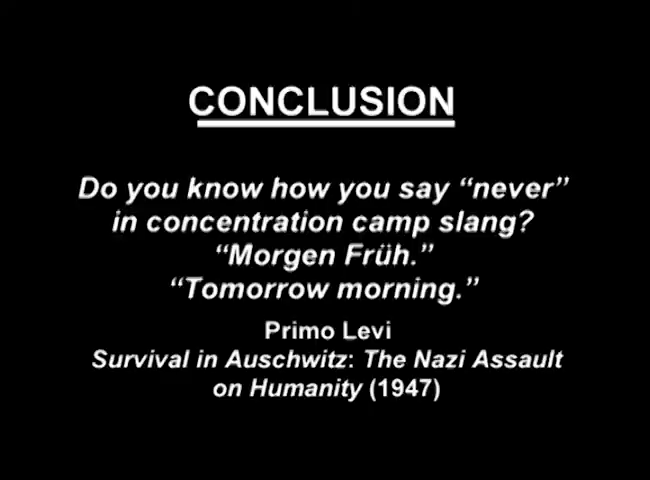 CONCLUSION
Do you know how you say “never”
in concentration camp slang?
“Morgen Früh.”
“Tomorrow morning.”
Primo Levi
Survival in Auschwitz: The Nazi Assault
on Humanity (1947)